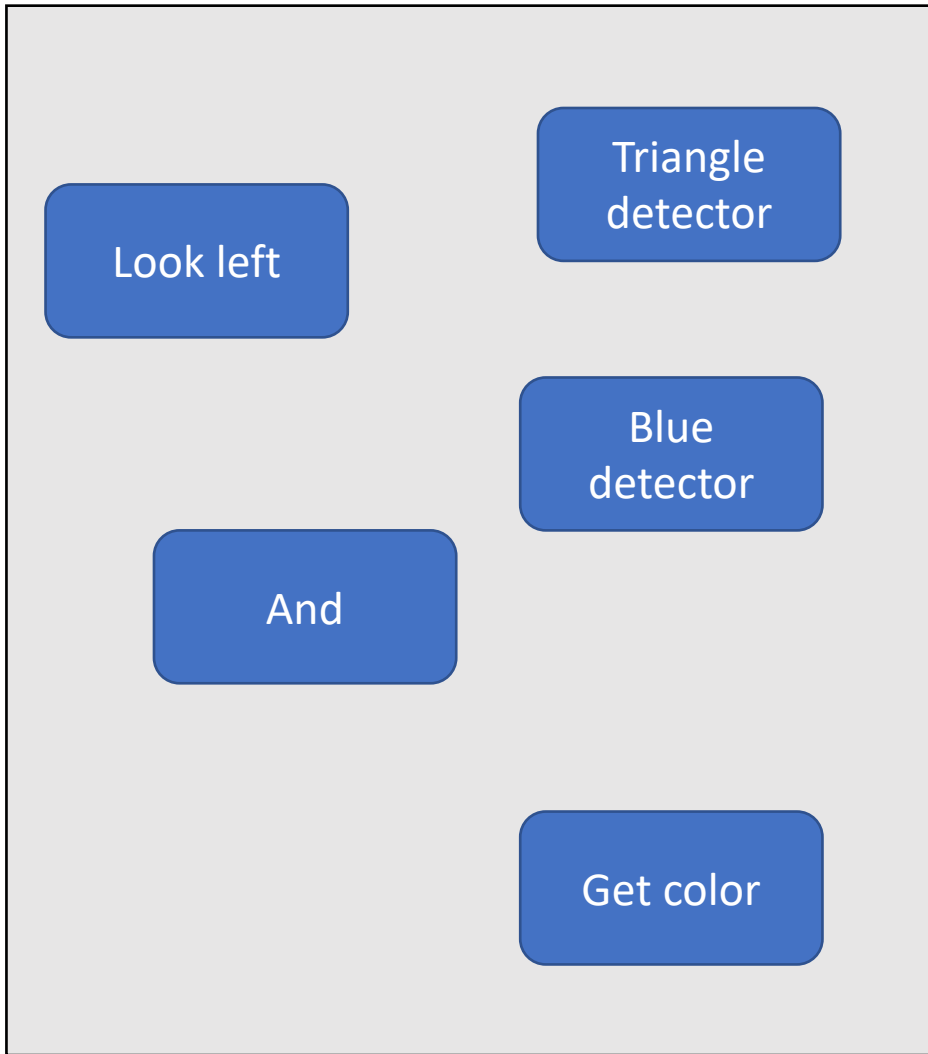 Triangle
detector
Look left
Blue
detector
And
Get color